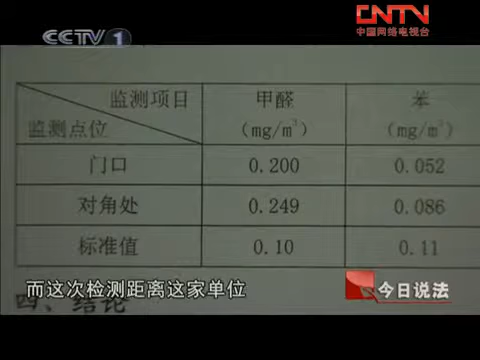 CCTV 1
CNTV
中国网络电视台
监测项目 甲醛 苯
监测点位 (mg/m³) (mg/m³)
门口 0.200 0.052
对角处 0.249 0.086
标准值 0.10 0.11
而这次检测距离这家单位
今日说法
四、结论